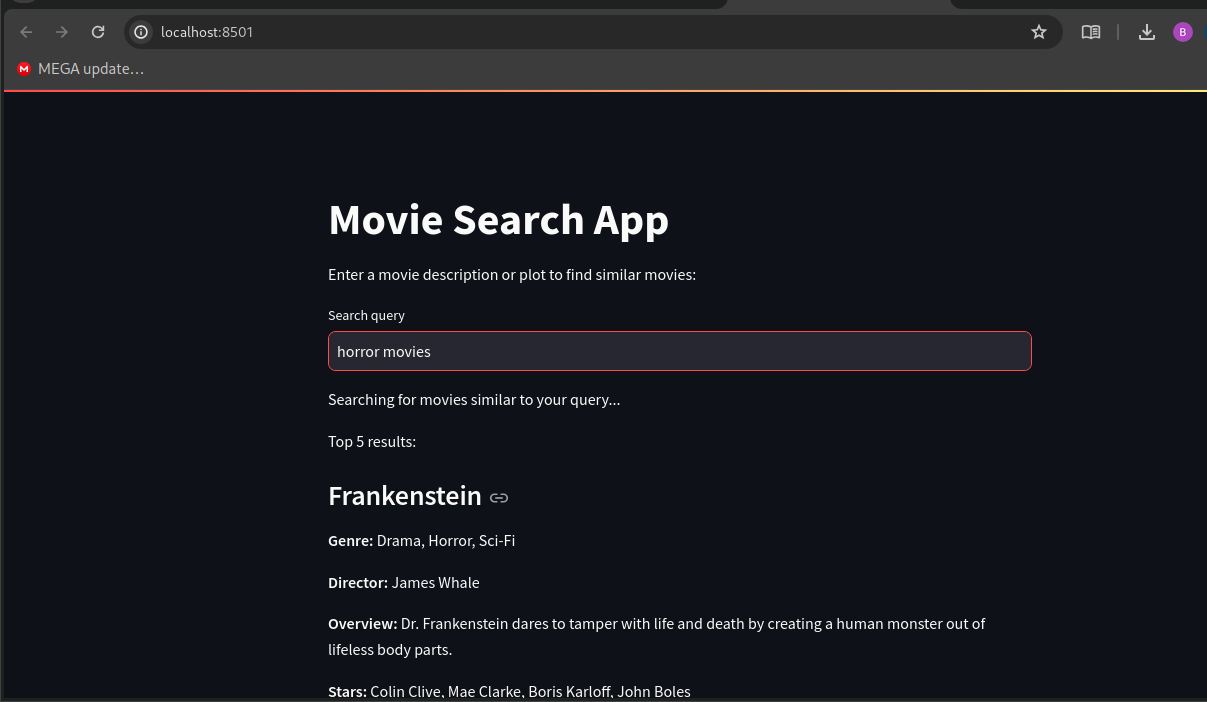 localhost:8501
B
M MEGA update...
Movie Search App
Enter a movie description or plot to find similar movies:
Search query
horror movies
Searching for movies similar to your query...
Top 5 results:
Frankenstein
Genre: Drama, Horror, Sci-Fi
Director: James Whale
Overview: Dr. Frankenstein dares to tamper with life and death by creating a human monster out of
lifeless body parts.
Stars: Colin Clive, Mae Clarke, Boris Karloff, John Boles